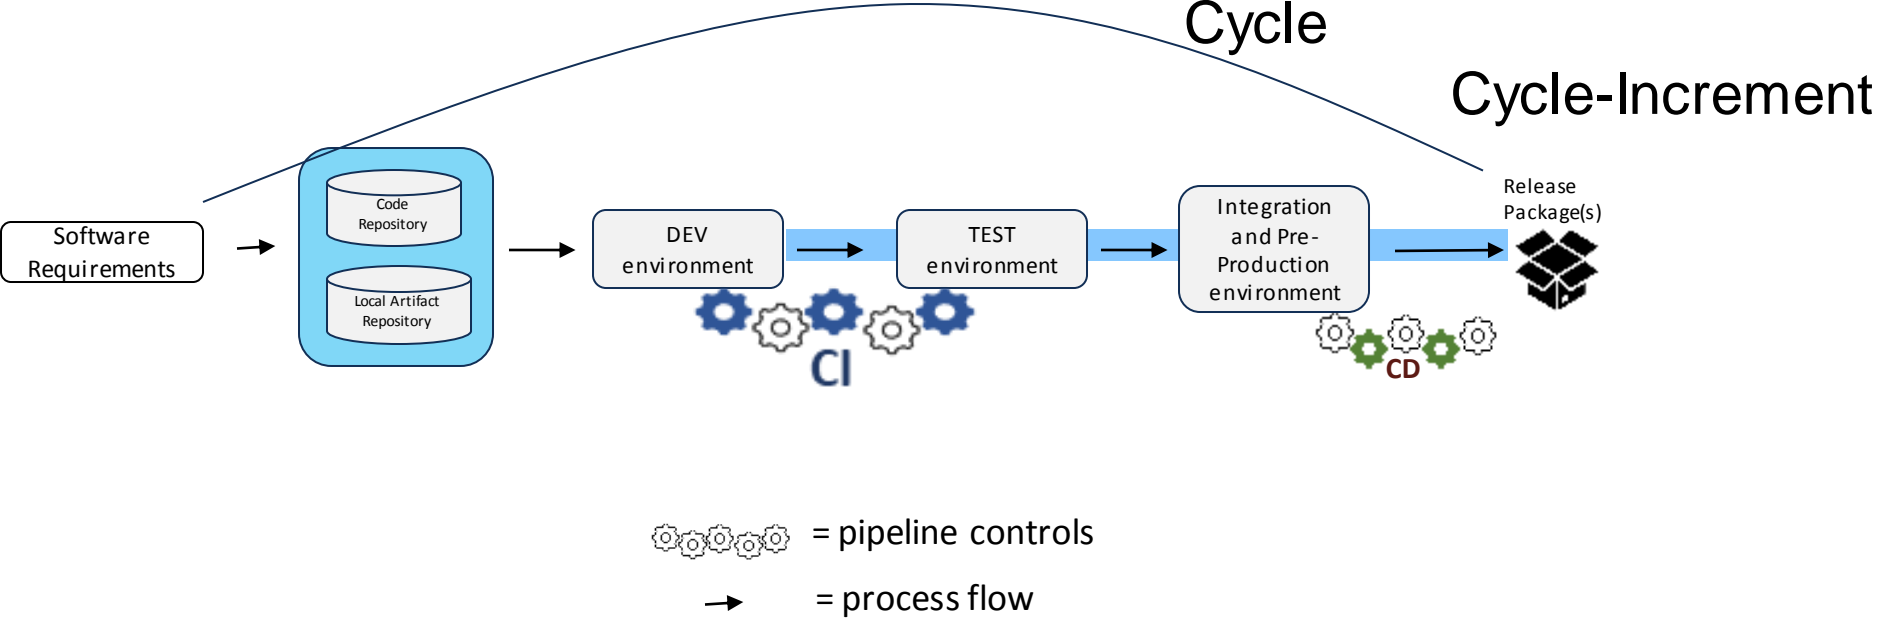 Cycle
Cycle-Increment
Software
Requirements
Code
Repository
Local Artifact
Repository
DEV
environment
TEST
environment
Integration
and Pre-
Production
environment
Release
Package(s)
CI
CD
= pipeline controls
= process flow